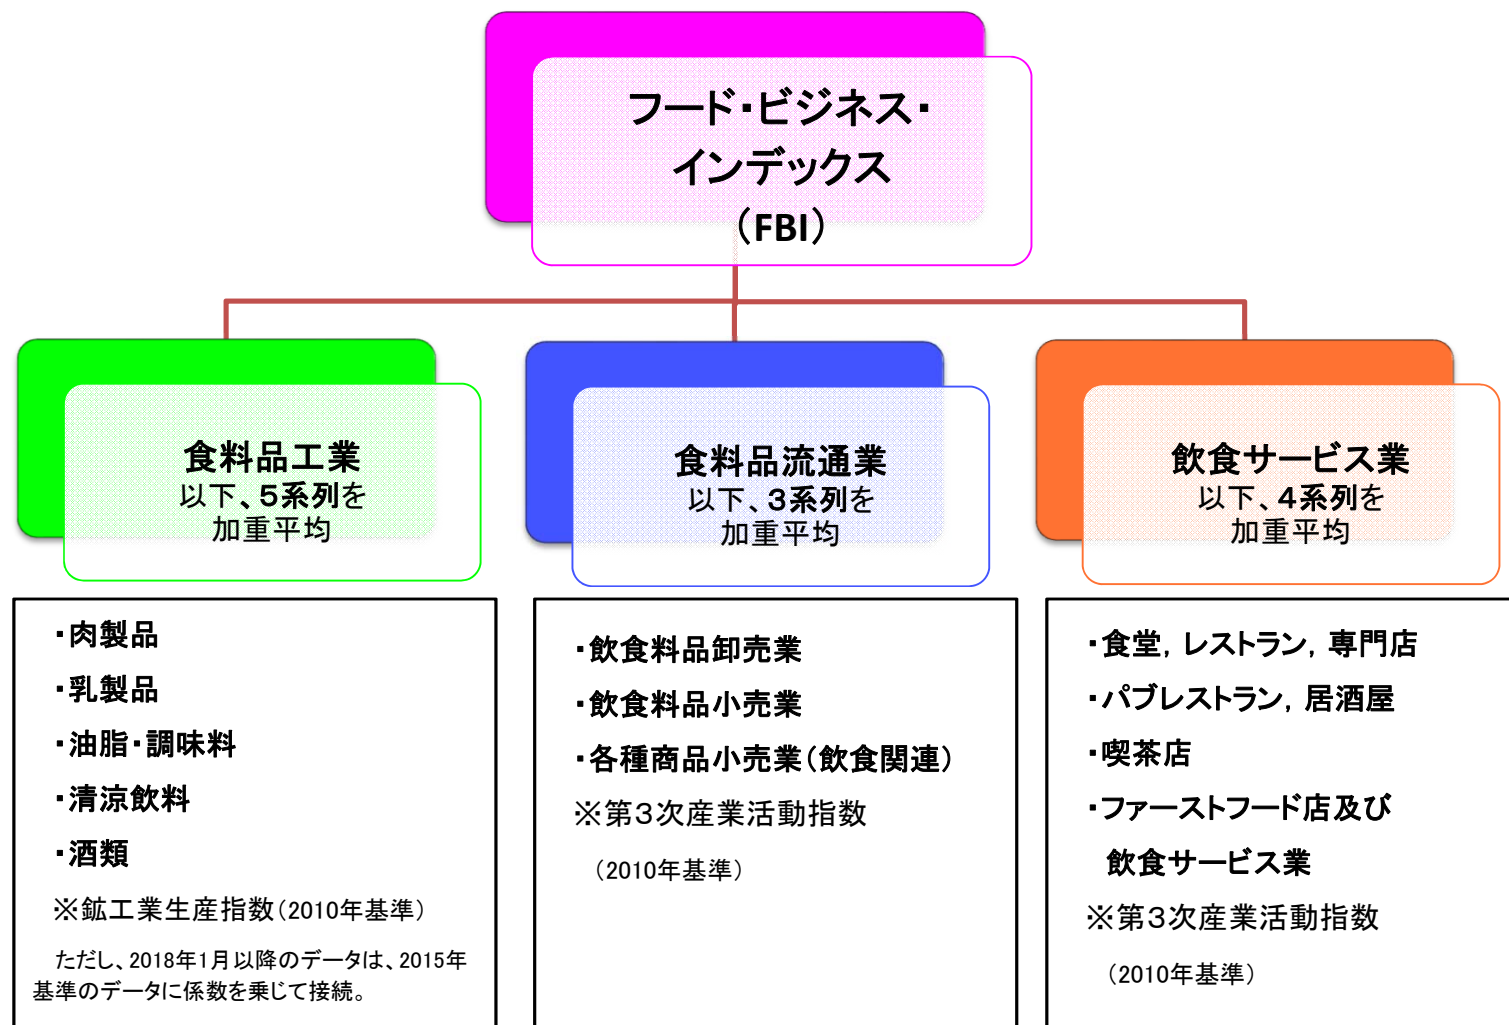 フード・ビジネス・
インデックス
（FBI）
食料品工業
以下、5系列を
加重平均
食料品流通業
以下、3系列を
加重平均
飲食サービス業
以下、4系列を
加重平均
・肉製品
・乳製品
・油脂・調味料
・清涼飲料
・酒類
※鉱工業生産指数（2010年基準）
ただし、2018年1月以降のデータは、2015年
基準のデータに係数を乗じて接続。
・飲食料品卸売業
・飲食料品小売業
・各種商品小売業（飲食関連）
※第３次産業活動指数
（2010年基準）
・食堂，レストラン，専門店
・パブレストラン，居酒屋
・喫茶店
・ファーストフード店及び
飲食サービス業
※第３次産業活動指数
（2010年基準）